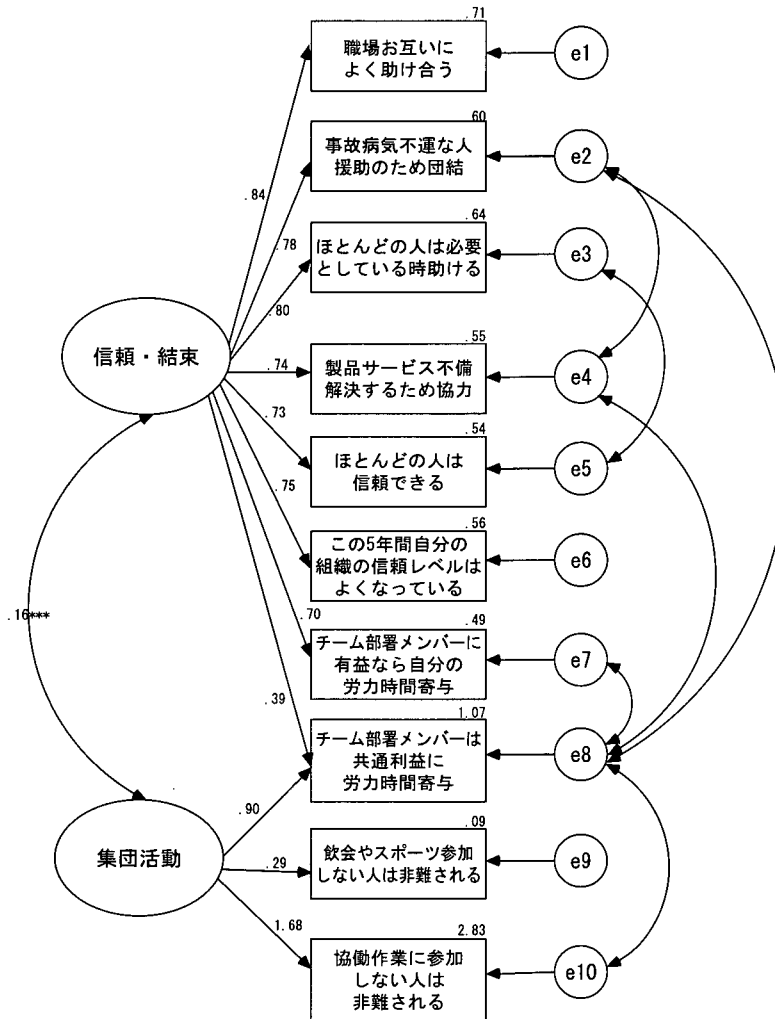 .71
職場お互いに
よく助け合う
e1
.60
事故病気不運な人
援助のため団結
e2
.84
.78
.64
ほとんどの人は必要
としている時助ける
e3
.80
信頼・結束
.55
.74
製品サービス不備
解決するため協力
e4
.73
.54
ほとんどの人は
信頼できる
e5
.75
.56
この5年間自分の
組織の信頼レベルは
よくなっている
e6
.16***
.70
.49
チーム部署メンバーに
有益なら自分の
労力時間寄与
e7
.39
1.07
チーム部署メンバーは
共通利益に
労力時間寄与
e8
.90
集団活動
.09
.29
飲会やスポーツ参加
しない人は非難される
e9
1.68
2.83
協働作業に参加
しない人は
非難される
e10